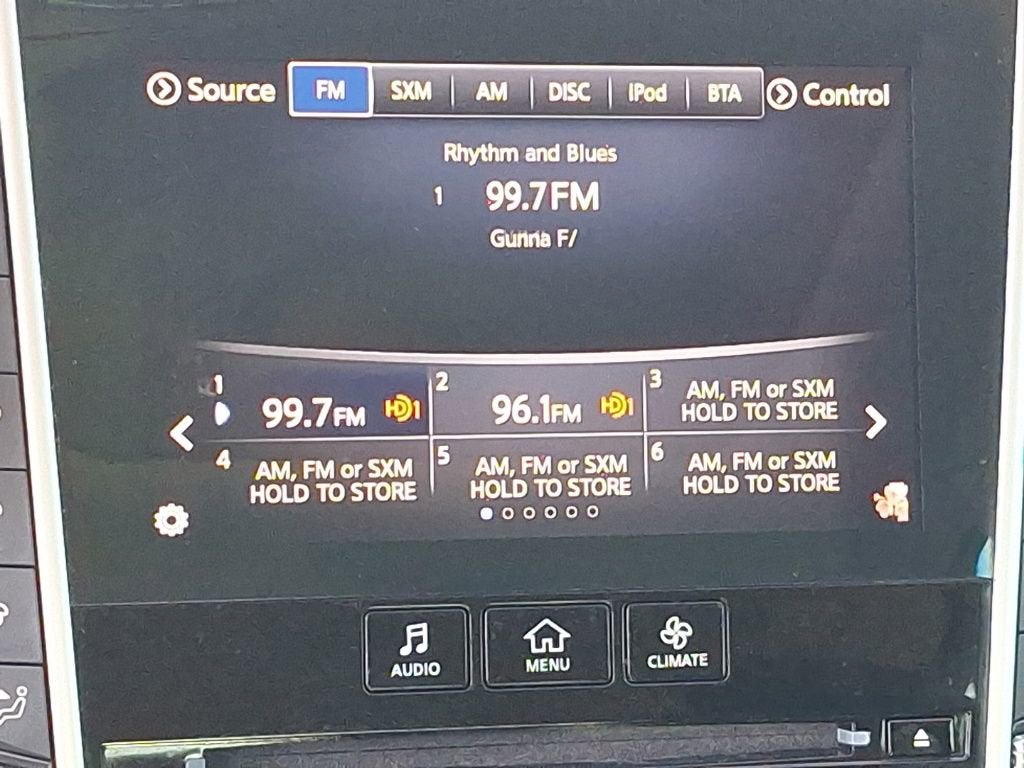 Source FM SXM AM DISC iPod BTA Control
Rhythm and Blues
1 99.7FM
Gunna F/
1 99.7FM HD1
2 96.1FM HD1
3 AM, FM or SXM
HOLD TO STORE
4 AM, FM or SXM
HOLD TO STORE
5 AM, FM or SXM
HOLD TO STORE
6 AM, FM or SXM
HOLD TO STORE
AUDIO MENU CLIMATE